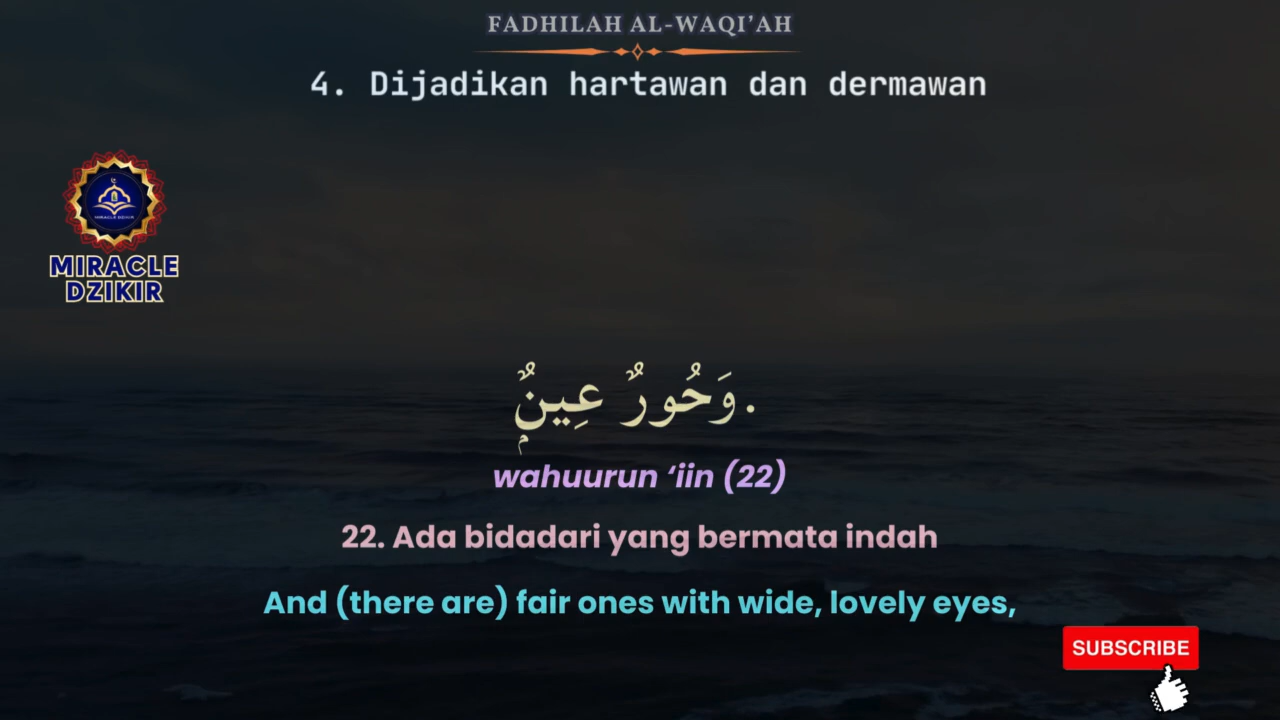 FADHILAH AL-WAQI'AH
4. Dijadikan hartawan dan dermawan
MIRACLE
DZIKIR
.وَحُورٌ عِينٌۭ
wahuurun ‘iin (22)
22. Ada bidadari yang bermata indah
And (there are) fair ones with wide, lovely eyes,
SUBSCRIBE